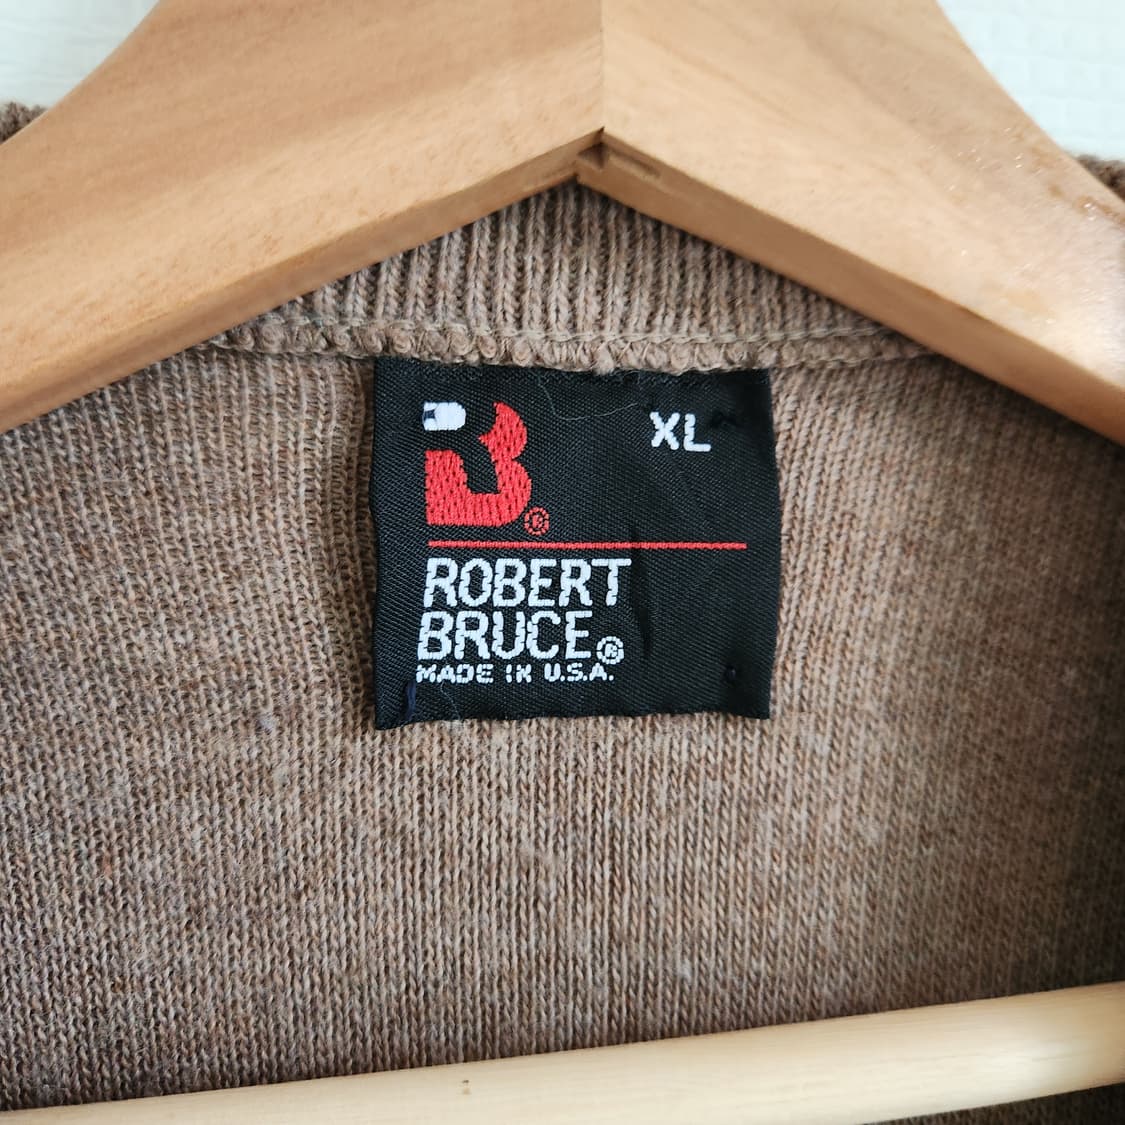 XL
B®
ROBERT
BRUCE®
MADE IN U.S.A.